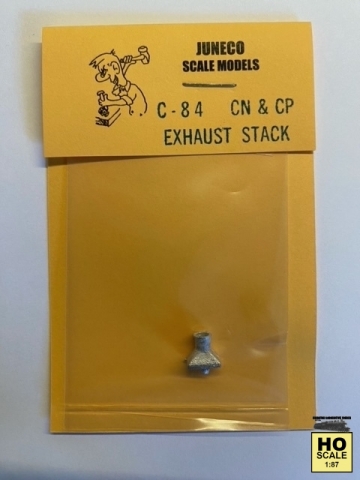 JUNECO
SCALE MODELS
C-84 CN & CP
EXHAUST STACK
HO
SCALE
1:87